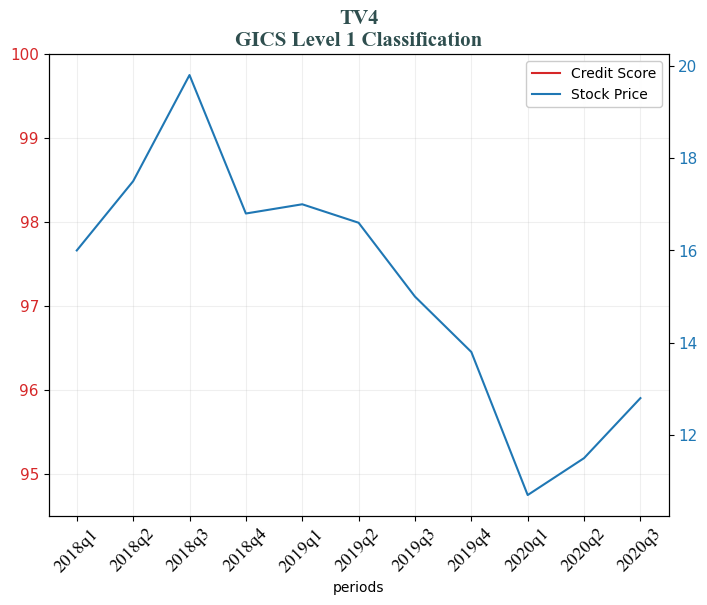 TV4
GICS Level 1 Classification
Credit Score
Stock Price
100
99
98
97
96
95
20
18
16
14
12
2018q1
2018q2
2018q3
2018q4
2019q1
2019q2
2019q3
2019q4
2020q1
2020q2
2020q3
periods